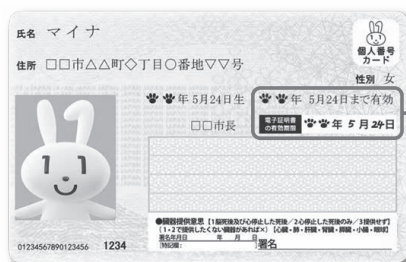 氏名 マイナ
個人番号
カード
住所 □□市△△町◇丁目○番地▽▽号
性別 女
年 5月24日生
年 5月24日まで有効
□□市長
電子証明書
の有効期限
年 5月24日
●臓器提供意思【1脳死後及び心停止した死後/2心停止した死後のみ/3提供せず】
《1・2で提供したくない臓器があれば×》【心臓・肺・肝臓・腎臓・膵臓・小腸・眼球】
署名年月日 年 月 日
〔特記欄: 〕
署名
01234567890123456 1234